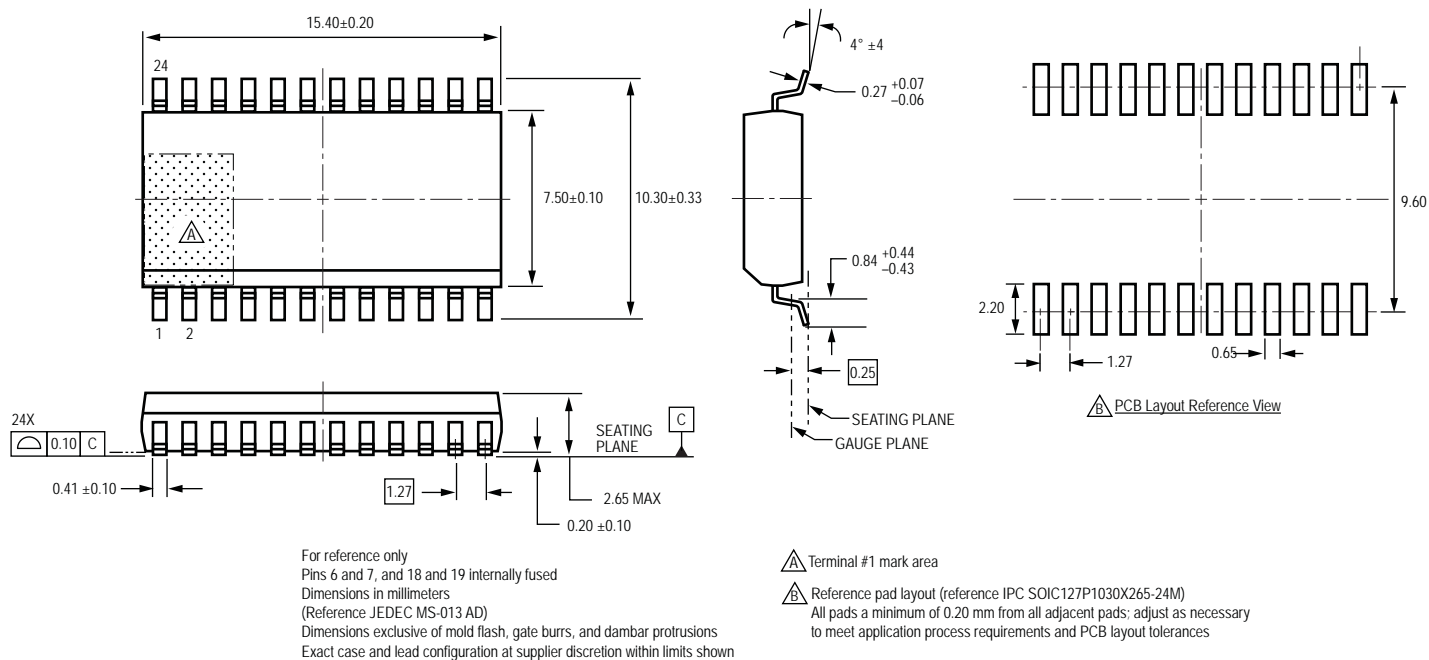 15.40±0.20
24
A
7.50±0.10
10.30±0.33
1 2
4° ±4
0.27 +0.07 −0.06
0.84 +0.44 −0.43
0.25
SEATING PLANE
GAUGE PLANE
9.60
2.20
1.27
0.65
B PCB Layout Reference View
24X
0.10 C
SEATING
PLANE
C
0.41 ±0.10
1.27
2.65 MAX
0.20 ±0.10
For reference only
Pins 6 and 7, and 18 and 19 internally fused
Dimensions in millimeters
(Reference JEDEC MS-013 AD)
Dimensions exclusive of mold flash, gate burrs, and dambar protrusions
Exact case and lead configuration at supplier discretion within limits shown
A Terminal #1 mark area
B Reference pad layout (reference IPC SOIC127P1030X265-24M)
All pads a minimum of 0.20 mm from all adjacent pads; adjust as necessary
to meet application process requirements and PCB layout tolerances